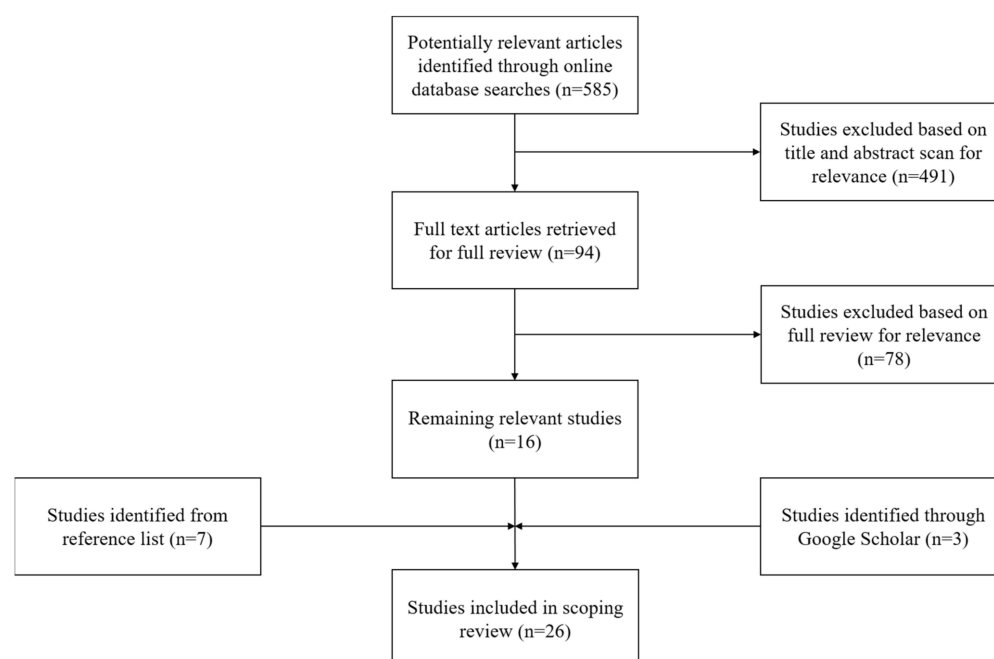 Potentially relevant articles
identified through online
database searches (n=585)
Studies excluded based on
title and abstract scan for
relevance (n=491)
Full text articles retrieved
for full review (n=94)
Studies excluded based on
full review for relevance
(n=78)
Remaining relevant studies
(n=16)
Studies identified from
reference list (n=7)
Studies identified through
Google Scholar (n=3)
Studies included in scoping
review (n=26)